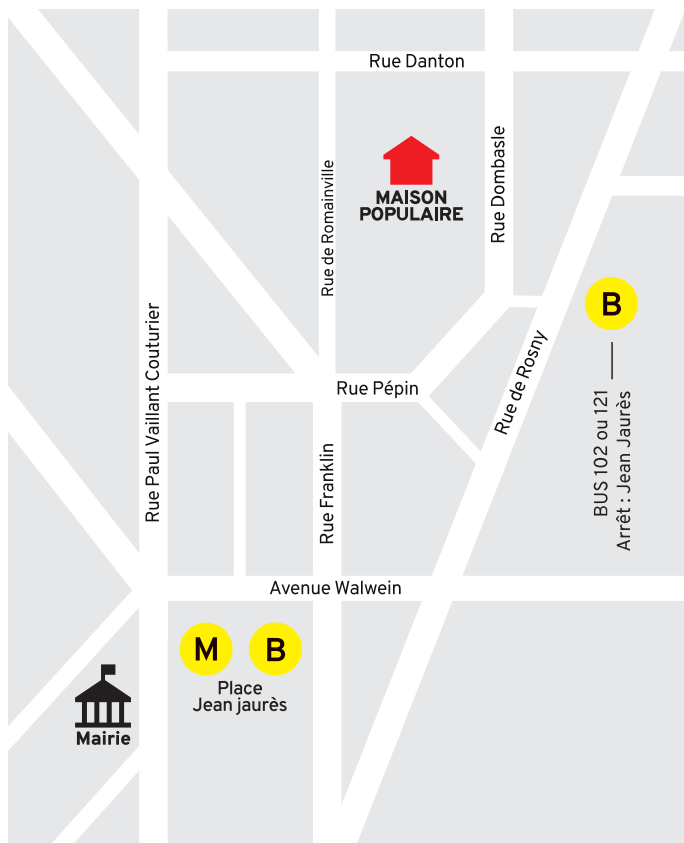 Rue Danton
Rue Dombasle
MAISON
POPULAIRE
Rue de Romainville
B
BUS 102 ou 121
Arrêt : Jean Jaurès
Rue Paul Vaillant Couturier
Rue de Rosny
Rue Pépin
Rue Franklin
Avenue Walwein
M B
Place
Jean jaurès
Mairie